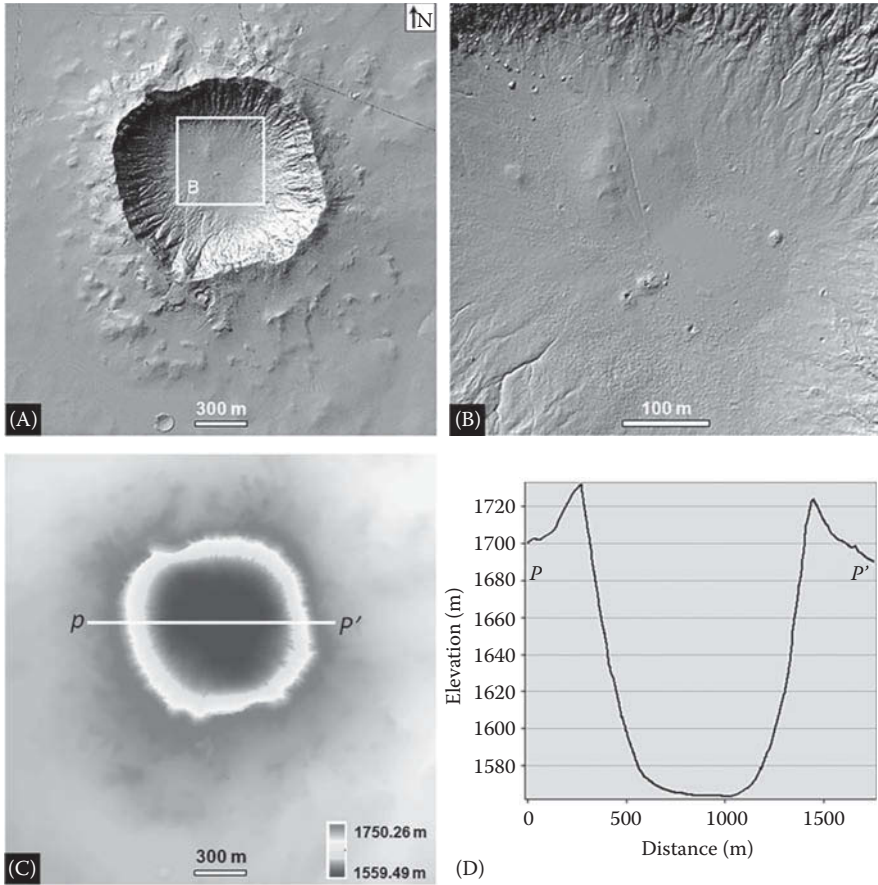 N
B
(A)
300 m
(B)
100 m
p
P'
(C)
300 m
1750.26 m
1559.49 m
1720
1700
1680
1660
1640
1620
1600
1580
P
P'
Elevation (m)
0
500
1000
1500
Distance (m)
(D)